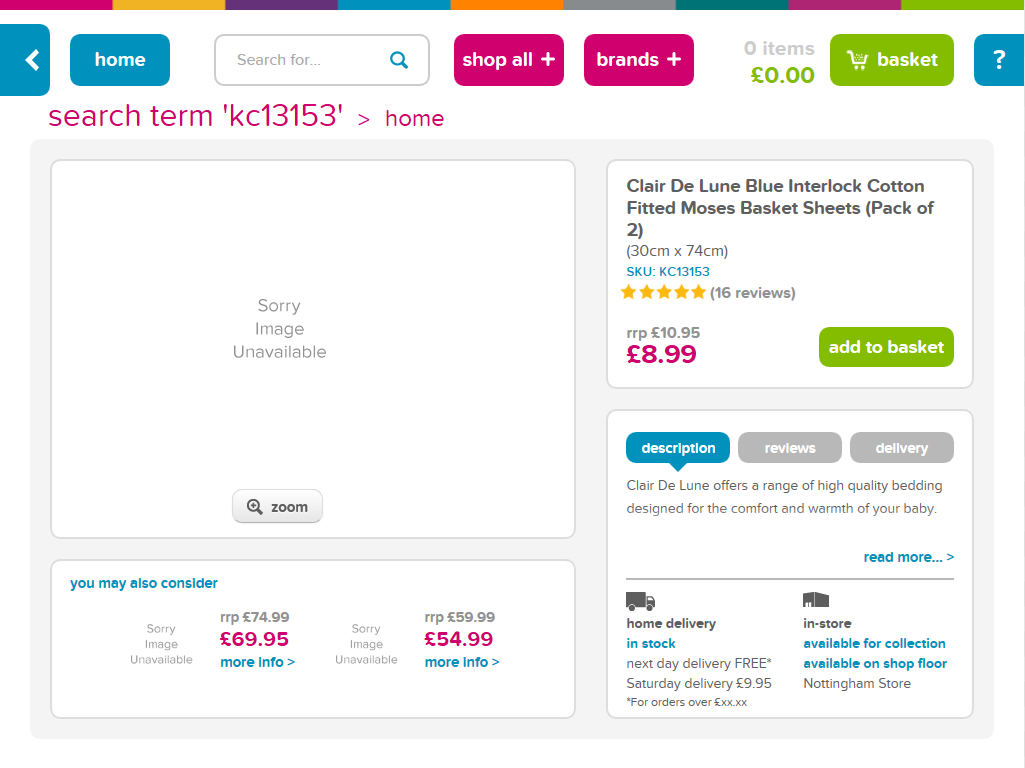 home
Search for...
shop all +
brands +
0 items
£0.00
basket
?
search term 'kc13153' > home
Sorry
Image
Unavailable
zoom
Clair De Lune Blue Interlock Cotton
Fitted Moses Basket Sheets (Pack of
2)
(30cm x 74cm)
SKU: KC13153
(16 reviews)
rrp £10.95
£8.99
add to basket
description
reviews
delivery
Clair De Lune offers a range of high quality bedding
designed for the comfort and warmth of your baby.
read more... >
home delivery
in stock
next day delivery FREE*
Saturday delivery £9.95
*For orders over £xx.xx
in-store
available for collection
available on shop floor
Nottingham Store
you may also consider
Sorry
Image
Unavailable
rrp £74.99
£69.95
more info >
Sorry
Image
Unavailable
rrp £59.99
£54.99
more info >